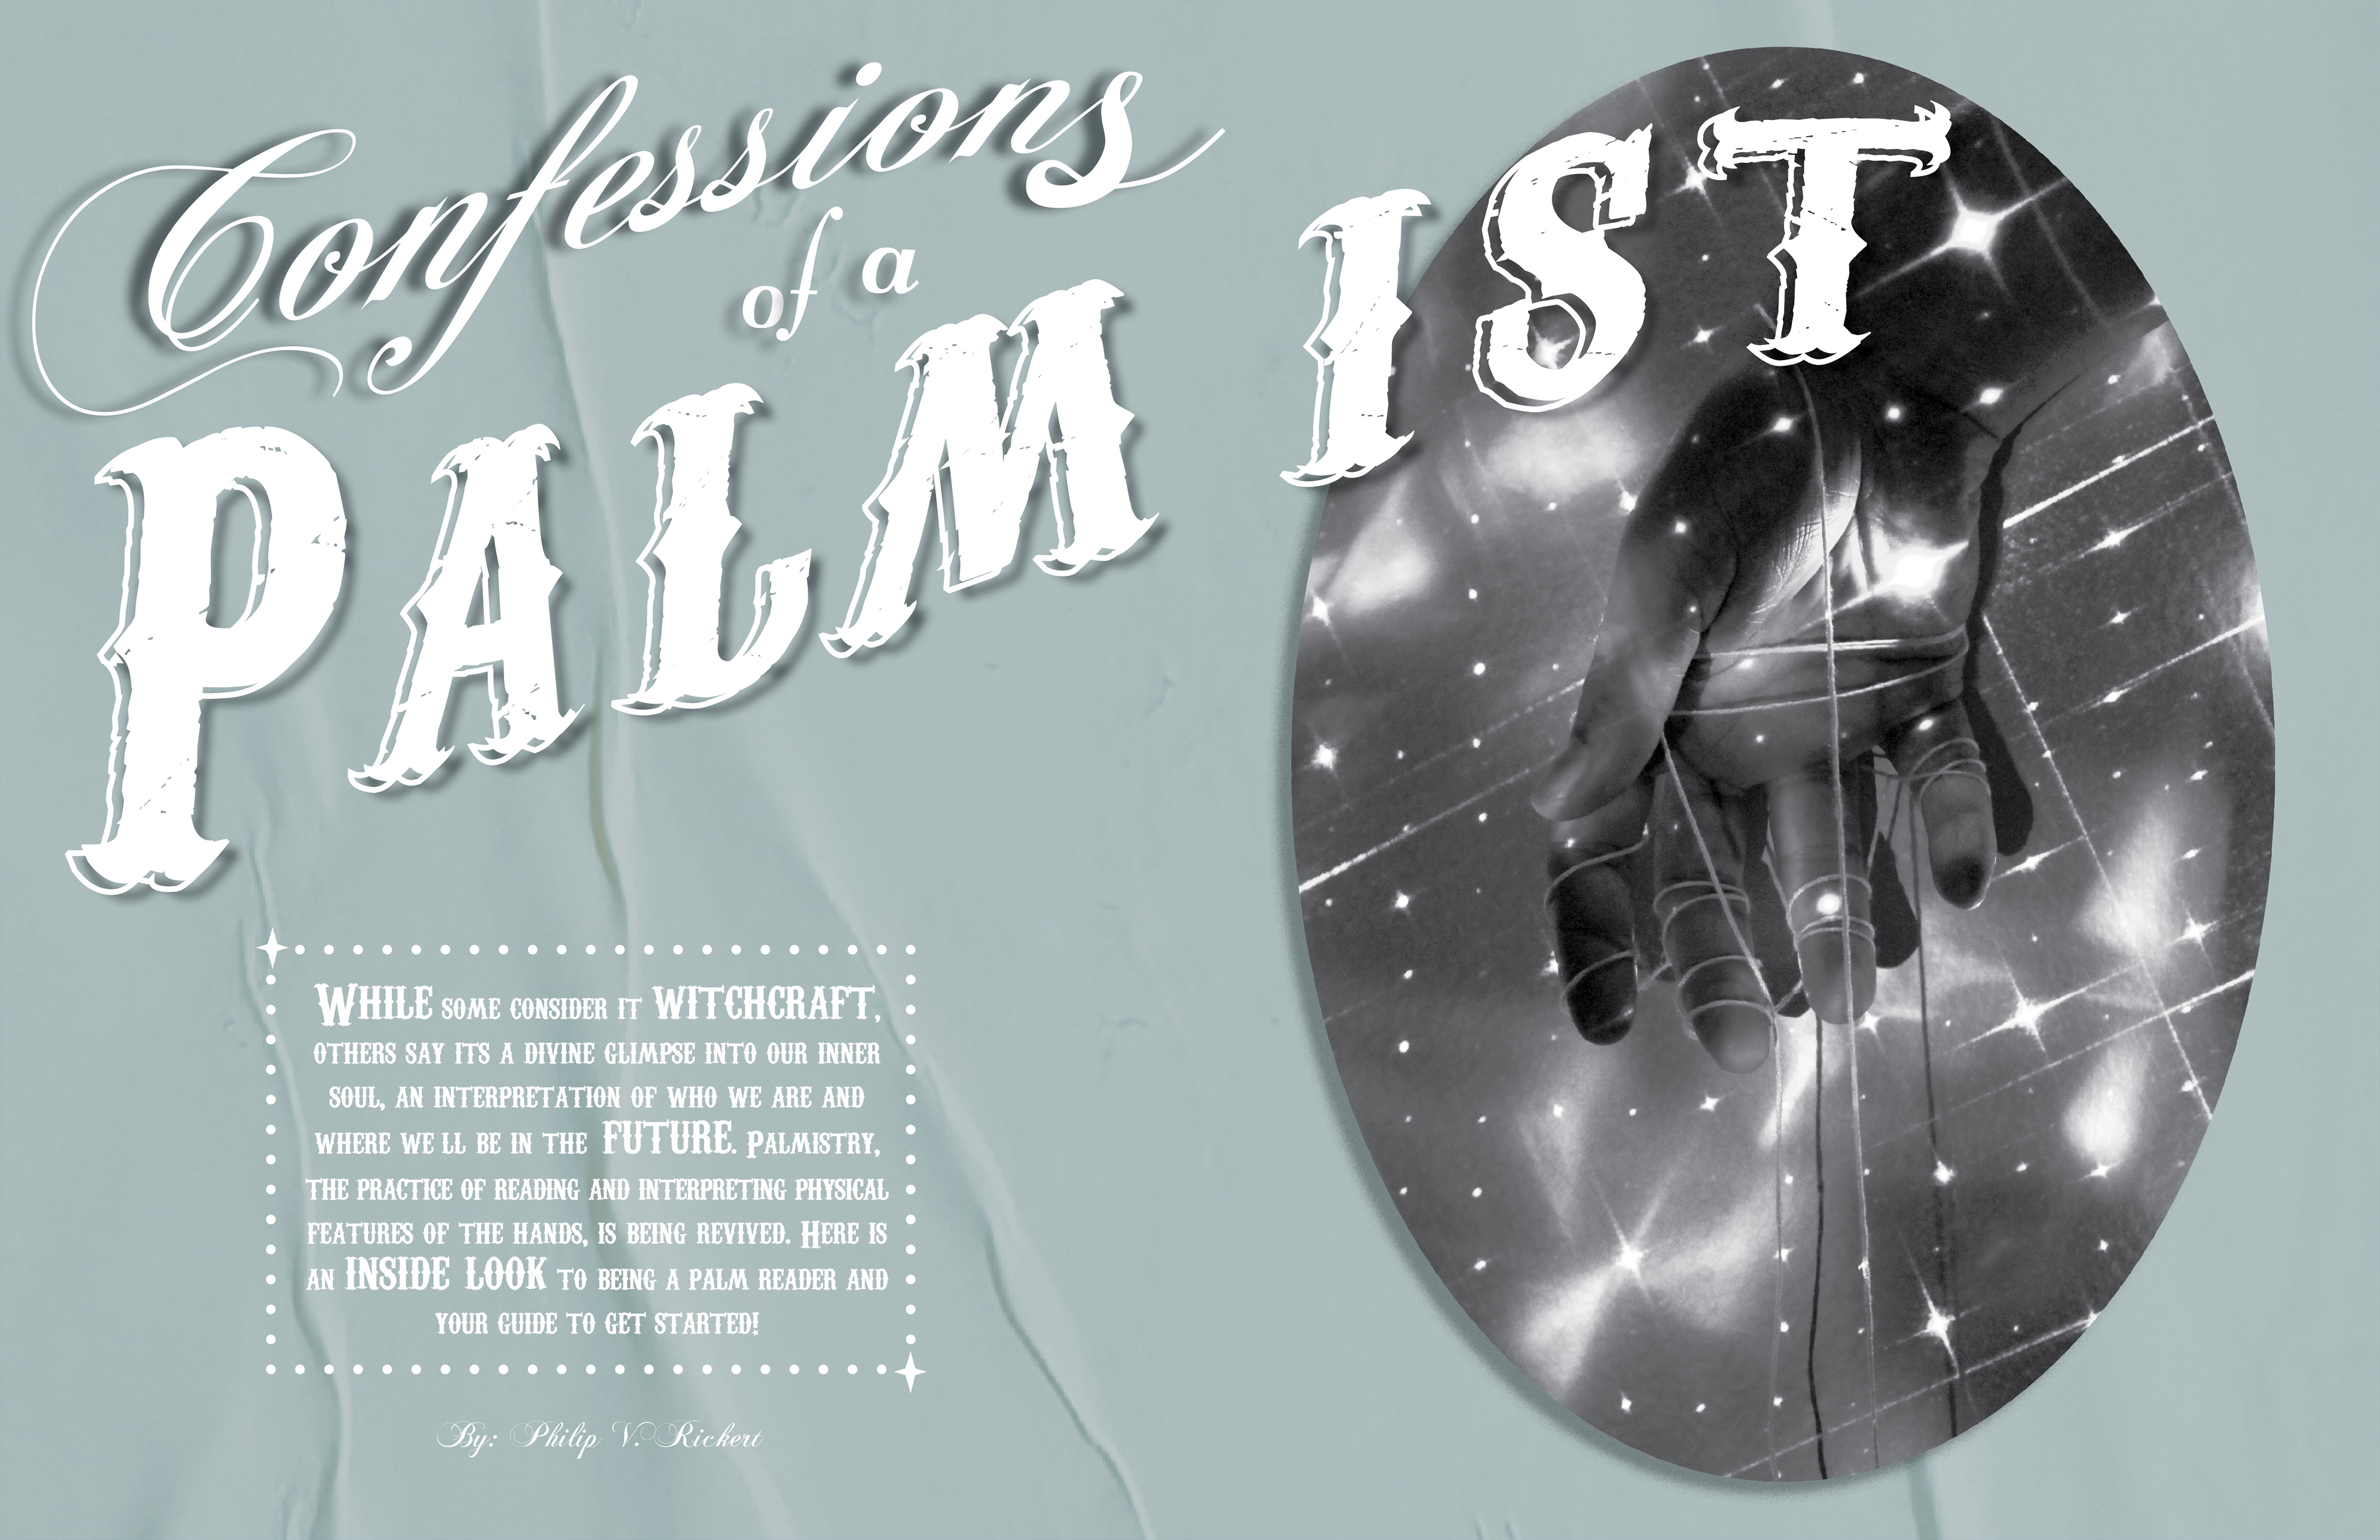 Confessions
of a
PALMIST
WHILE SOME CONSIDER IT WITCHCRAFT,
OTHERS SAY ITS A DIVINE GLIMPSE INTO OUR INNER
SOUL, AN INTERPRETATION OF WHO WE ARE AND
WHERE WE LL BE IN THE FUTURE. PALMISTRY,
THE PRACTICE OF READING AND INTERPRETING PHYSICAL
FEATURES OF THE HANDS, IS BEING REVIVED. HERE IS
AN INSIDE LOOK TO BEING A PALM READER AND
YOUR GUIDE TO GET STARTED!
By: Philip V. Rickert